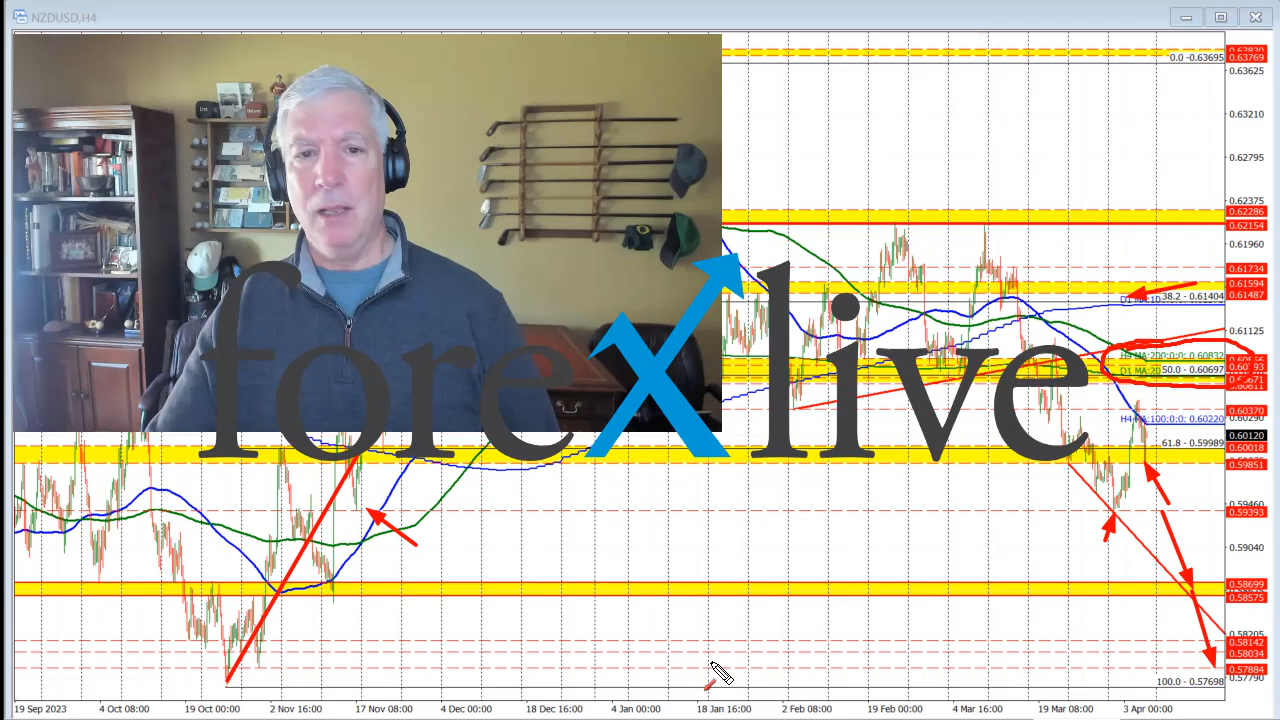 NZDUSD,H4
0.0 - 0.63695
0.63769
0.63625
0.63210
0.62795
0.62375
0.62286
0.62154
0.61960
0.61734
0.61594
0.61487
38.2 - 0.61404
0.61125
H4 MA:200:0:0: 0.60832
0.60793
50.0 - 0.60697
0.60370
0.60290
H4 MA:100:0:0: 0.60220
0.60120
61.8 - 0.59989
0.60018
0.59851
0.59460
0.59393
0.59040
0.58699
0.58575
0.58205
0.58142
0.58034
0.57884
0.57790
100.0 - 0.57698
forexlive
19 Sep 2023
4 Oct 08:00
19 Oct 00:00
2 Nov 16:00
17 Nov 08:00
4 Dec 00:00
18 Dec 16:00
4 Jan 00:00
18 Jan 16:00
2 Feb 08:00
19 Feb 00:00
4 Mar 16:00
19 Mar 08:00
3 Apr 00:00